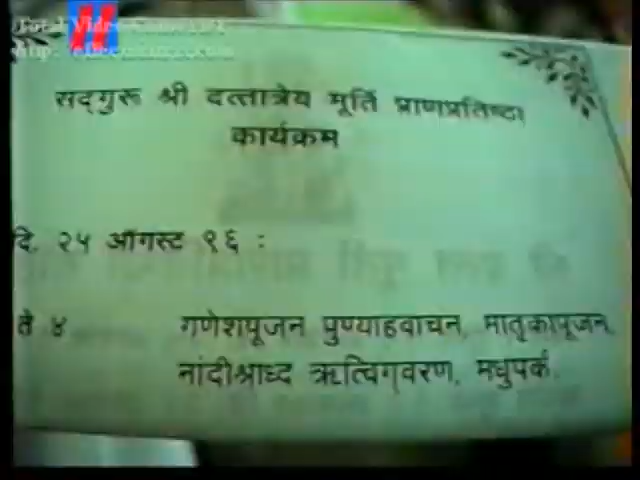 सद्गुरू श्री दत्तात्रेय मूर्ति प्राणप्रतिष्ठा
कार्यक्रम
दि. २५ ऑगस्ट ९६ :
ते ४ गणेशपूजन पुण्याहवाचन, मातृकापूजन,
नांदीश्राध्द ऋत्विग्वरण, मधुपर्क.